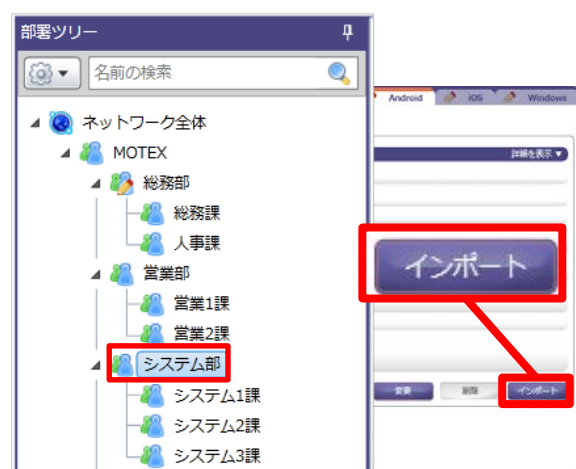 部署ツリー
名前の検索
ネットワーク全体
MOTEX
総務部
総務課
人事課
営業部
営業1課
営業2課
システム部
システム1課
システム2課
システム3課
Android iOS Windows
詳細を表示▼
インポート
変更 削除 インポート